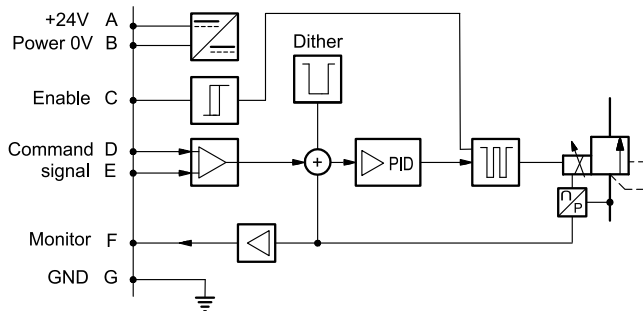 +24V A
Power 0V B
Dither
Enable C
Command D
signal E
+
PID
U
P
Monitor F
GND G